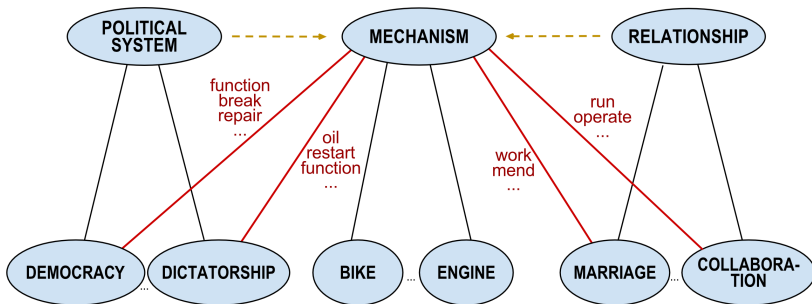 POLITICAL
SYSTEM
MECHANISM
RELATIONSHIP
function
break
repair
...
oil
restart
function
...
work
mend
...
run
operate
...
DEMOCRACY
...
DICTATORSHIP
BIKE
...
ENGINE
MARRIAGE
...
COLLABORA-
TION